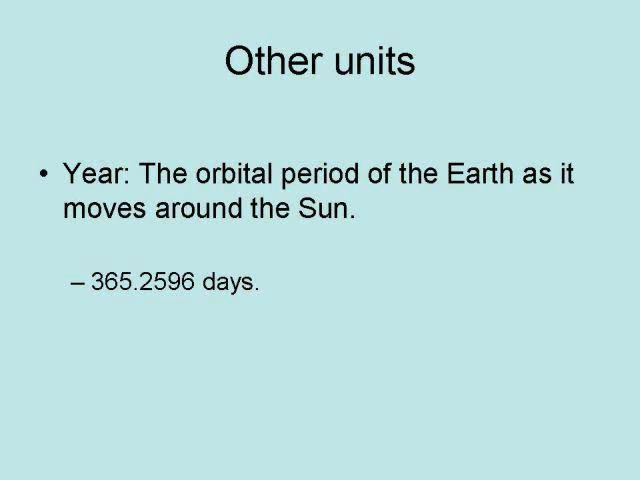 Other units
• Year: The orbital period of the Earth as it
moves around the Sun.
– 365.2596 days.